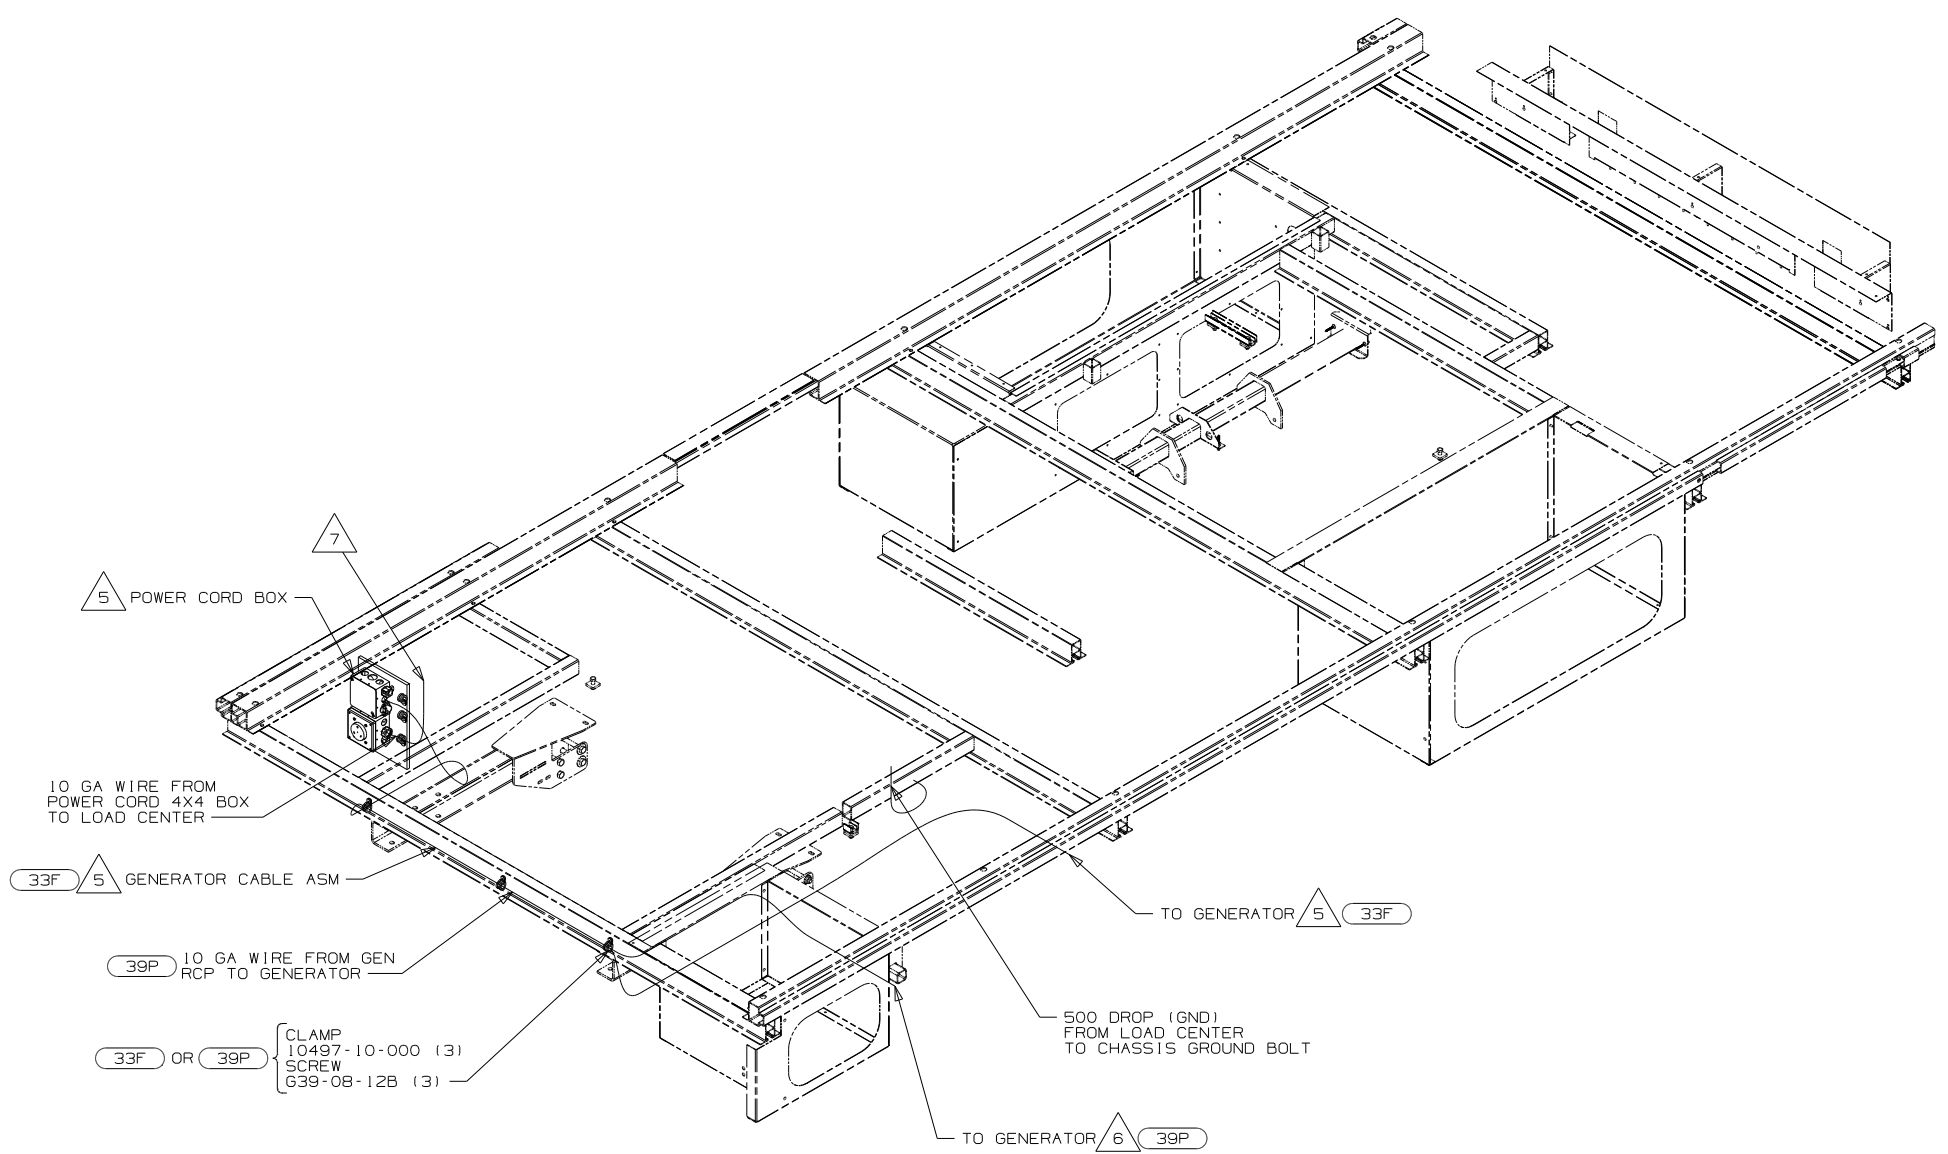 7
5 POWER CORD BOX
10 GA WIRE FROM
POWER CORD 4X4 BOX
TO LOAD CENTER
33F 5 GENERATOR CABLE ASM
39P 10 GA WIRE FROM GEN
RCP TO GENERATOR
33F OR 39P
CLAMP
10497-10-000 (3)
SCREW
G39-08-12B (3)
TO GENERATOR 5 33F
500 DROP (GND)
FROM LOAD CENTER
TO CHASSIS GROUND BOLT
TO GENERATOR 6 39P